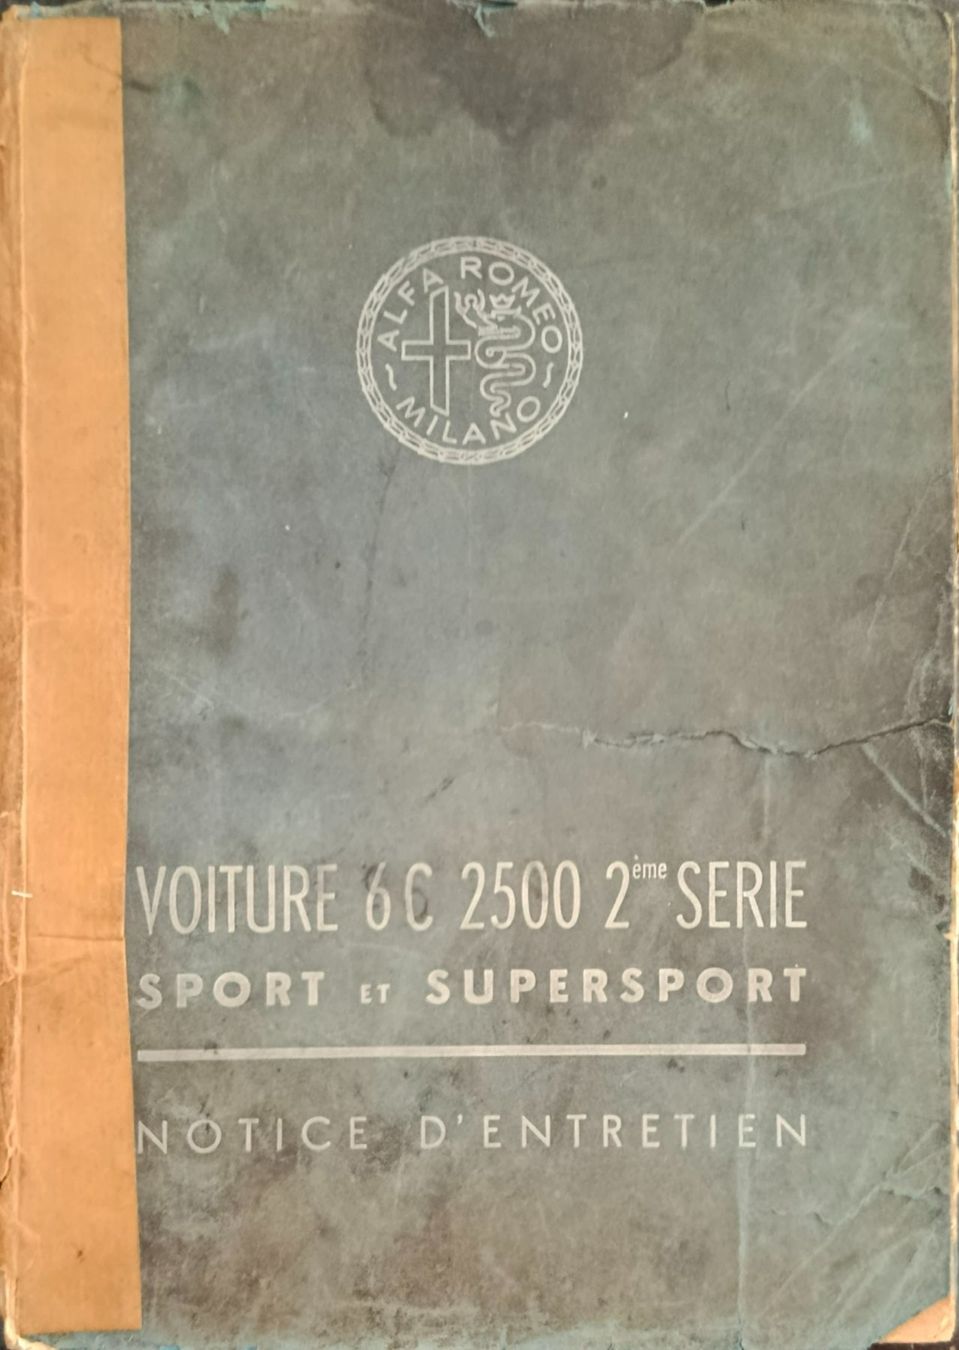 ALFA ROMEO
MILANO
VOITURE 6C 2500 2ème SERIE
SPORT ET SUPERSPORT
NOTICE D'ENTRETIEN